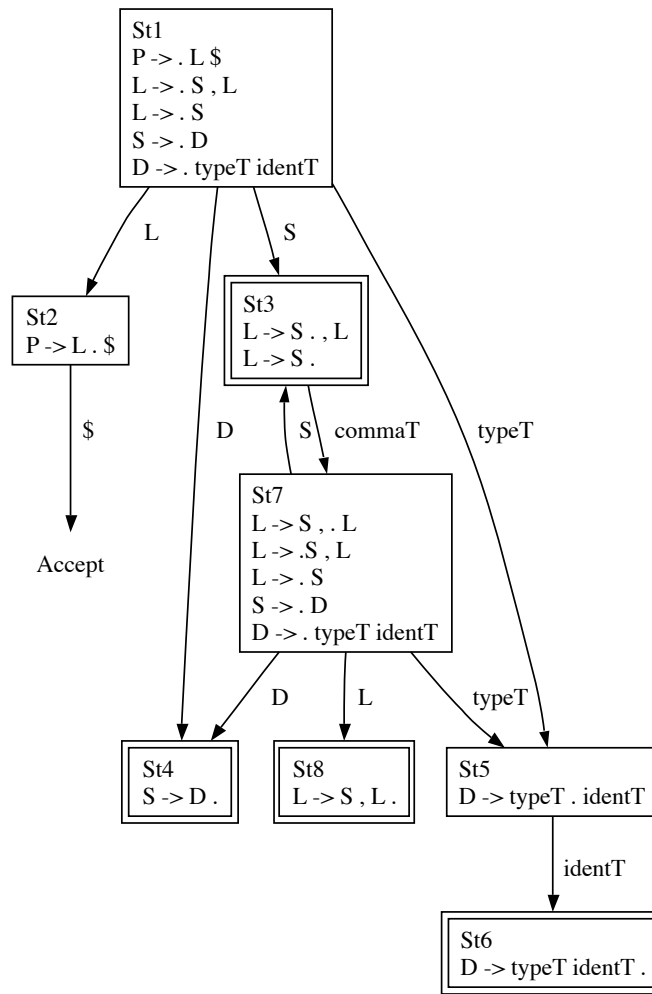 St1
P -> . L $
L -> . S , L
L -> . S
S -> . D
D -> . typeT identT
L
S
St2
P -> L . $
St3
L -> S . , L
L -> S .
$
D
S
commaT
typeT
Accept
St7
L -> S , . L
L -> .S , L
L -> . S
S -> . D
D -> . typeT identT
D
L
typeT
St4
S -> D .
St8
L -> S , L .
St5
D -> typeT . identT
identT
St6
D -> typeT identT .